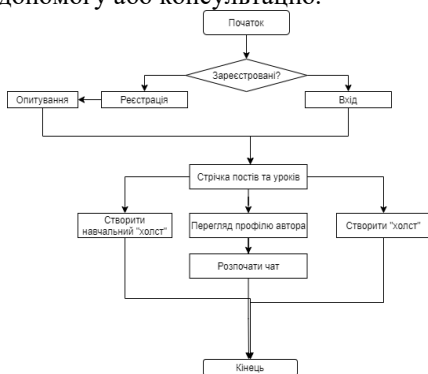 допомогу або консультацію.
Початок
Зареєстровані?
Опитування
Реєстрація
Вхід
Стрічка постів та уроків
Створити
навчальний "холст"
Перегляд профілю автора
Створити "холст"
Розпочати чат
Кінець